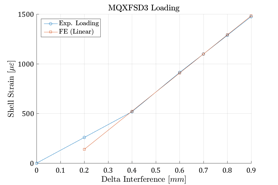 MQXFSD3 Loading
Exp. Loading
FE (Linear)
1500
1000
500
0
Shell Strain [με]
0 0.1 0.2 0.3 0.4 0.5 0.6 0.7 0.8 0.9
Delta Interference [mm]